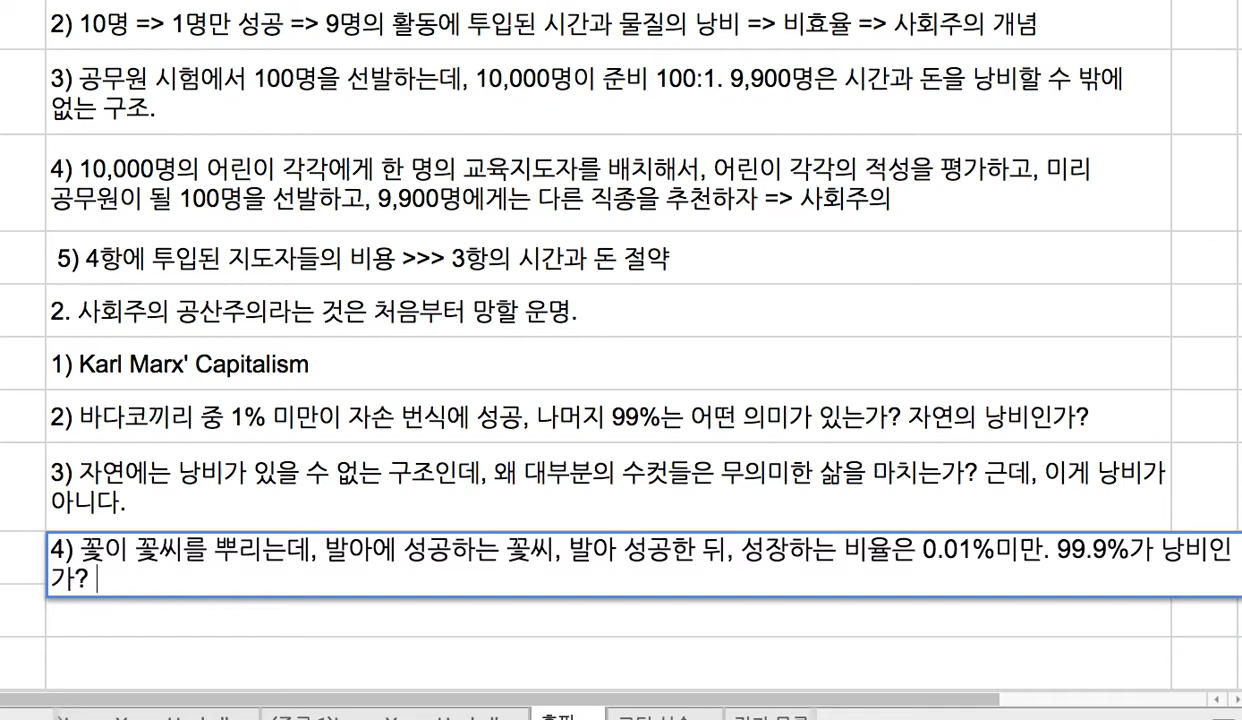 2) 10명 => 1명만 성공 => 9명의 활동에 투입된 시간과 물질의 낭비 => 비효율 => 사회주의 개념
3) 공무원 시험에서 100명을 선발하는데, 10,000명이 준비 100:1. 9,900명은 시간과 돈을 낭비할 수 밖에
없는 구조.
4) 10,000명의 어린이 각각에게 한 명의 교육지도자를 배치해서, 어린이 각각의 적성을 평가하고, 미리
공무원이 될 100명을 선발하고, 9,900명에게는 다른 직종을 추천하자 => 사회주의
5) 4항에 투입된 지도자들의 비용 >>> 3항의 시간과 돈 절약
2. 사회주의 공산주의라는 것은 처음부터 망할 운명.
1) Karl Marx' Capitalism
2) 바다코끼리 중 1% 미만이 자손 번식에 성공, 나머지 99%는 어떤 의미가 있는가? 자연의 낭비인가?
3) 자연에는 낭비가 있을 수 없는 구조인데, 왜 대부분의 수컷들은 무의미한 삶을 마치는가? 근데, 이게 낭비가
아니다.
4) 꽃이 꽃씨를 뿌리는데, 발아에 성공하는 꽃씨, 발아 성공한 뒤, 성장하는 비율은 0.01%미만. 99.9%가 낭비인
가?